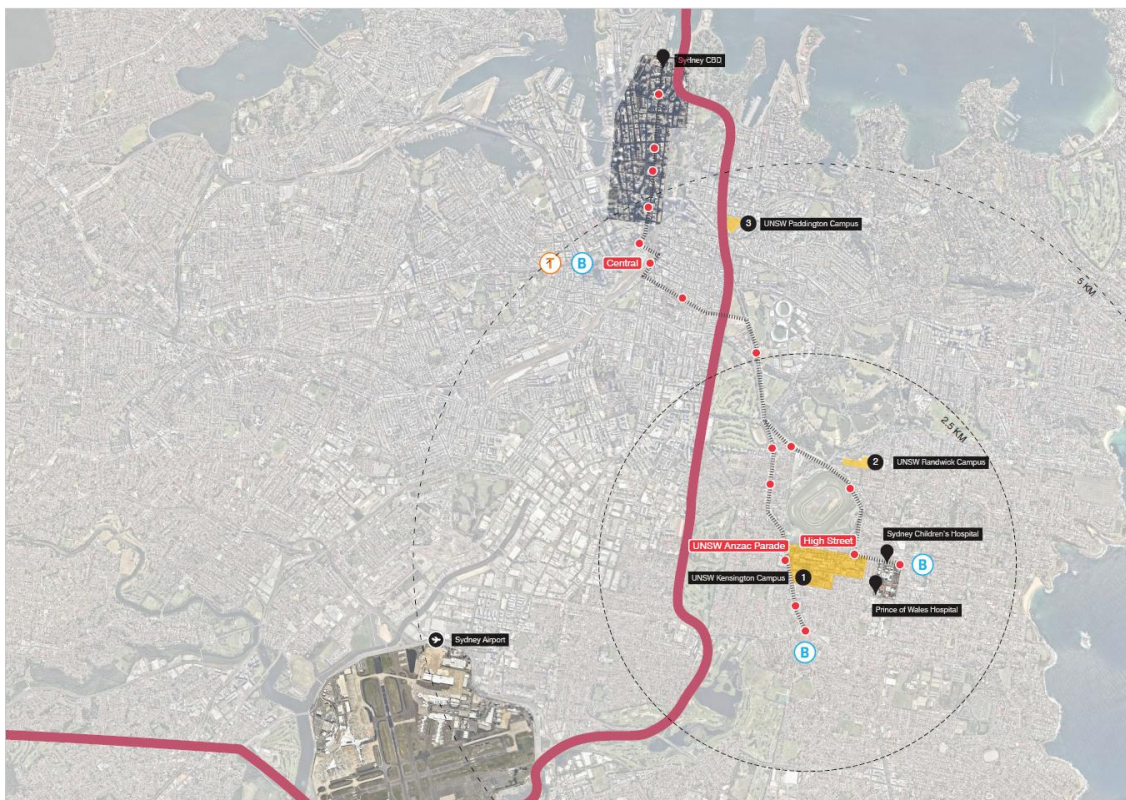 Sydney CBD
3
UNSW Paddington Campus
T
B
Central
5 KM
2.5 KM
2
UNSW Randwick Campus
Sydney Children's Hospital
High Street
UNSW Anzac Parade
B
UNSW Kensington Campus
1
Prince of Wales Hospital
Sydney Airport
B